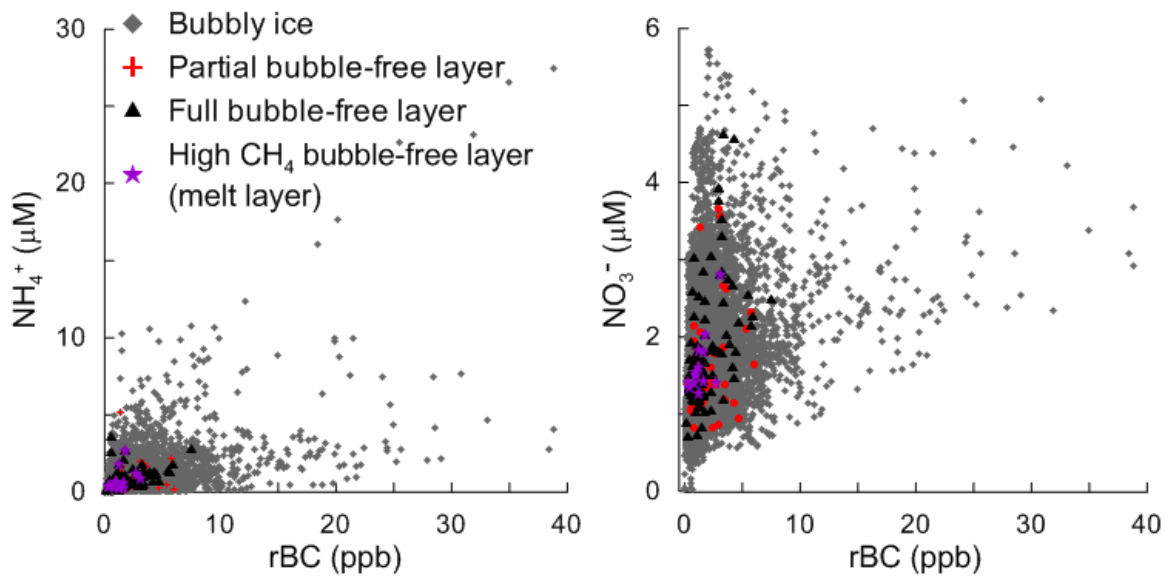 30
20
10
0
NH₄⁺ (μM)
Bubbly ice
Partial bubble-free layer
Full bubble-free layer
High CH₄ bubble-free layer
(melt layer)
0 10 20 30 40
rBC (ppb)
6
4
2
0
NO₃⁻ (μM)
0 10 20 30 40
rBC (ppb)